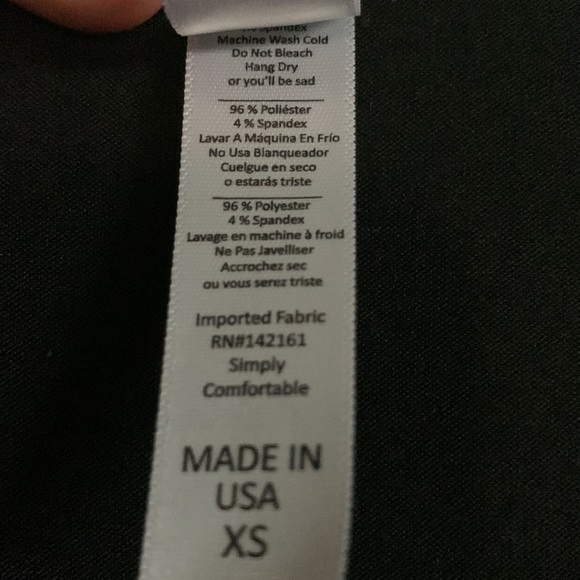 Spandex
Machine Wash Cold
Do Not Bleach
Hang Dry
or you'll be sad
96 % Poliéster
4 % Spandex
Lavar A Máquina En Frío
No Usa Blanqueador
Cuelgue en seco
o estarás triste
96 % Polyester
4 % Spandex
Lavage en machine à froid
Ne Pas Javelliser
Accrochez sec
ou vous serez triste
Imported Fabric
RN#142161
Simply
Comfortable
MADE IN
USA
XS